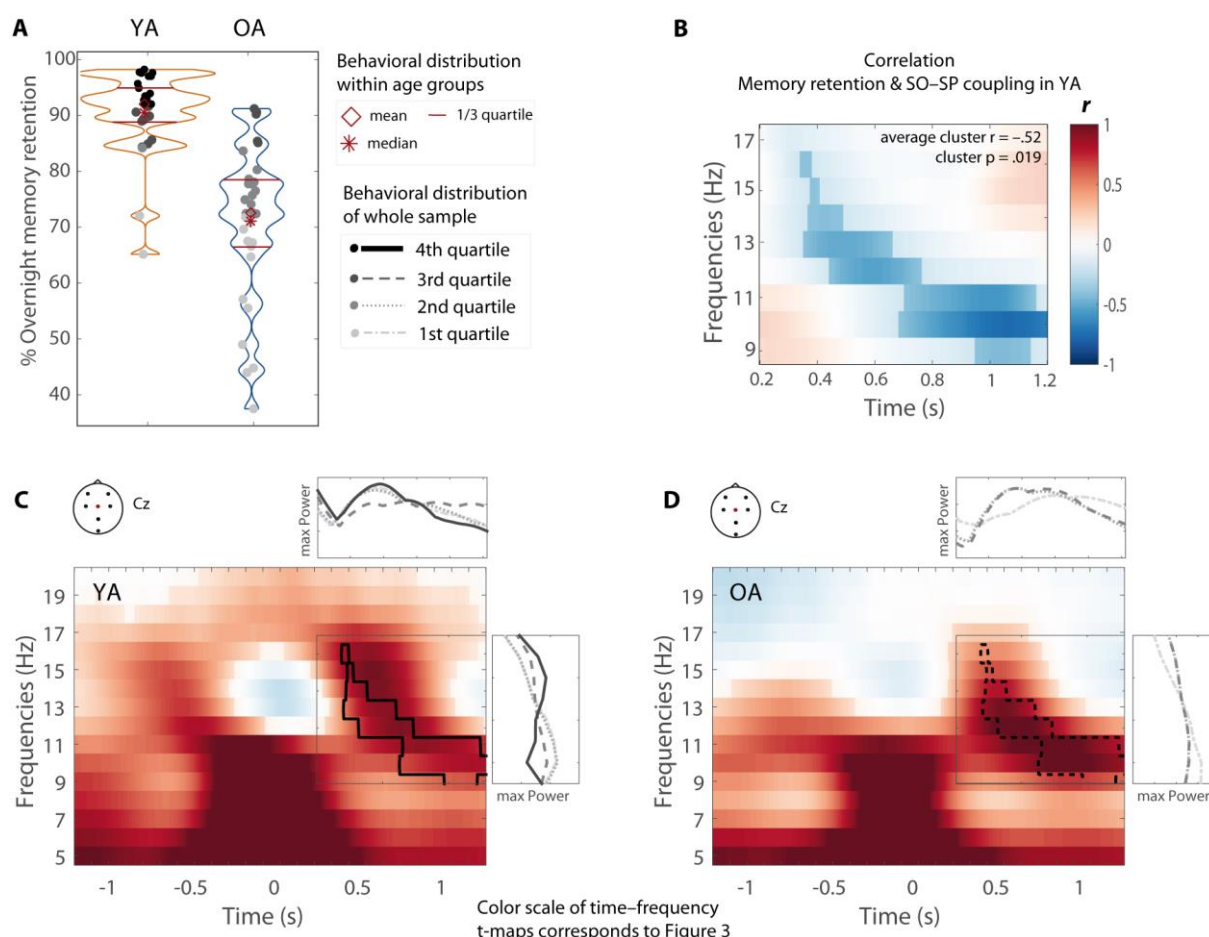 A
YA
OA
% Overnight memory retention
100
90
80
70
60
50
40
Behavioral distribution
within age groups
mean
1/3 quartile
median
Behavioral distribution
of whole sample
4th quartile
3rd quartile
2nd quartile
1st quartile
B
Correlation
Memory retention & SO–SP coupling in YA
average cluster r = –.52
cluster p = .019
Frequencies (Hz)
17
15
13
11
9
0.2
0.4
0.6
0.8
1
1.2
Time (s)
r
1
0.5
0
-0.5
-1
C
Cz
max Power
YA
Frequencies (Hz)
19
17
15
13
11
9
7
5
-1
-0.5
0
0.5
1
Time (s)
max Power
D
Cz
max Power
OA
Frequencies (Hz)
19
17
15
13
11
9
7
5
-1
-0.5
0
0.5
1
Time (s)
max Power
Color scale of time–frequency
t-maps corresponds to Figure 3